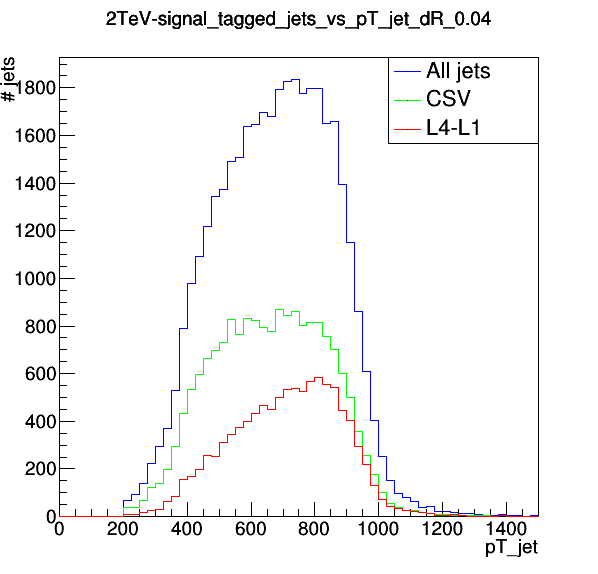 2TeV-signal_tagged_jets_vs_pT_jet_dR_0.04
# jets
All jets
CSV
L4-L1
1800
1600
1400
1200
1000
800
600
400
200
0
0 200 400 600 800 1000 1200 1400
pT_jet